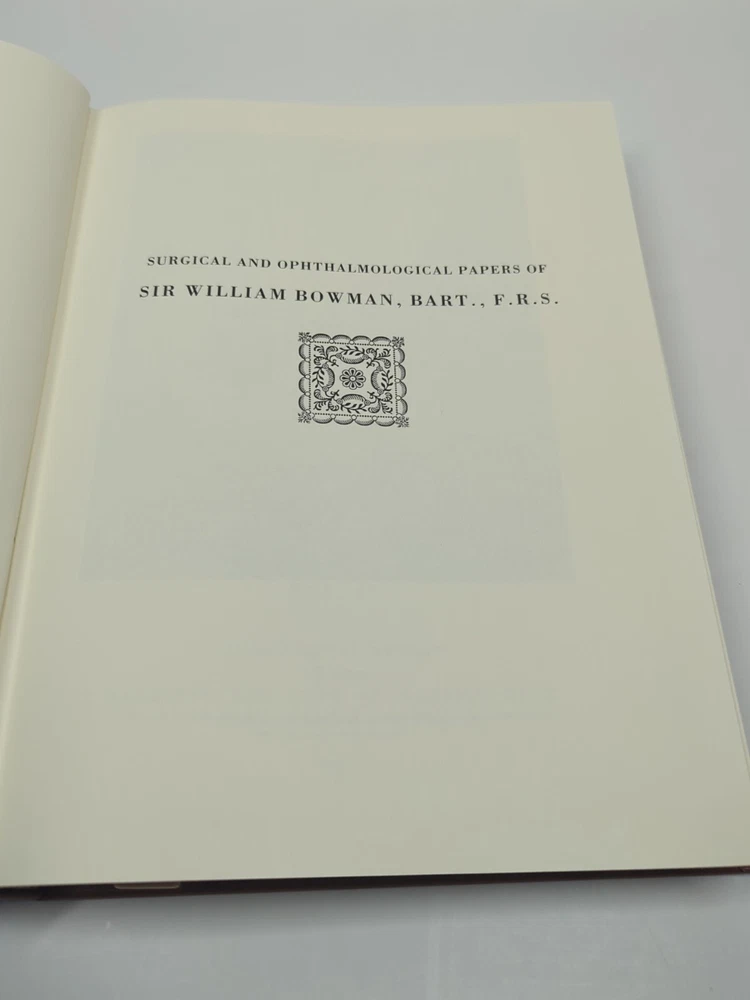 SURGICAL AND OPHTHALMOLOGICAL PAPERS OF
SIR WILLIAM BOWMAN, BART., F.R.S.